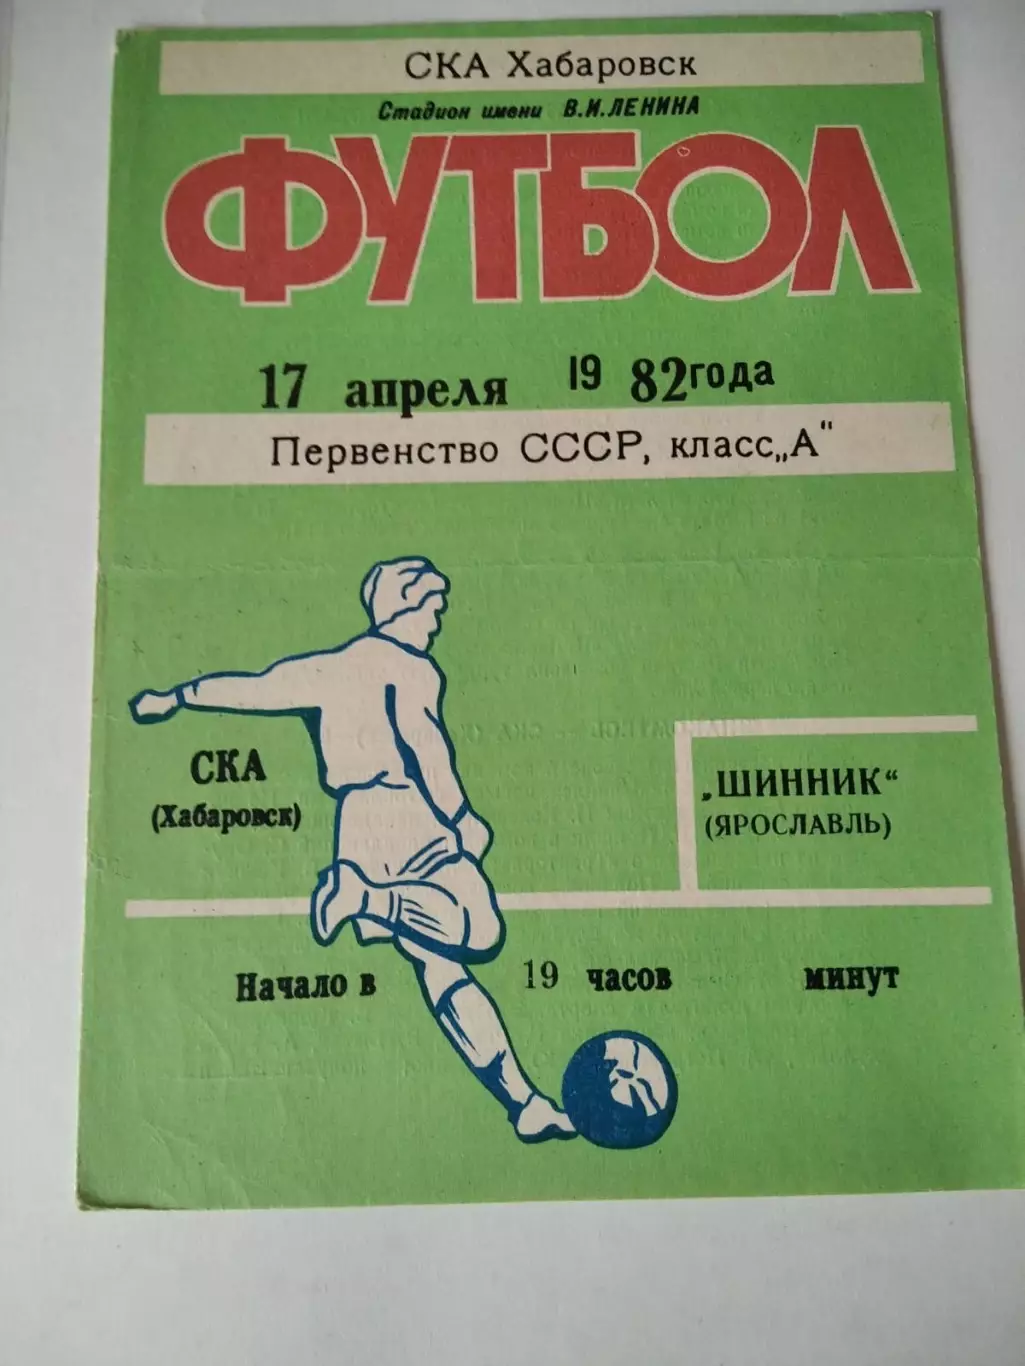 СКА Хабаровск
Стадион имени В.И.ЛЕНИНА
ФУТБОЛ
17 апреля 19 82 года
Первенство СССР, класс „А“
СКА
(Хабаровск)
„ШИННИК“
(ЯРОСЛАВЛЬ)
Начало в 19 часов минут